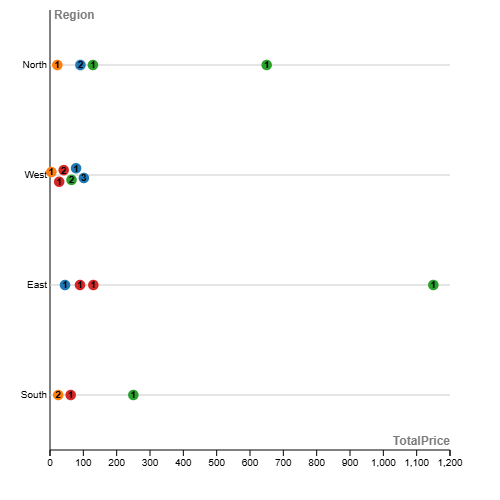 Region
North 1 2 1 1
West 1 1 2 2 1 3
East 1 1 1 1
South 2 1 1
TotalPrice
0 100 200 300 400 500 600 700 800 900 1,000 1,100 1,200